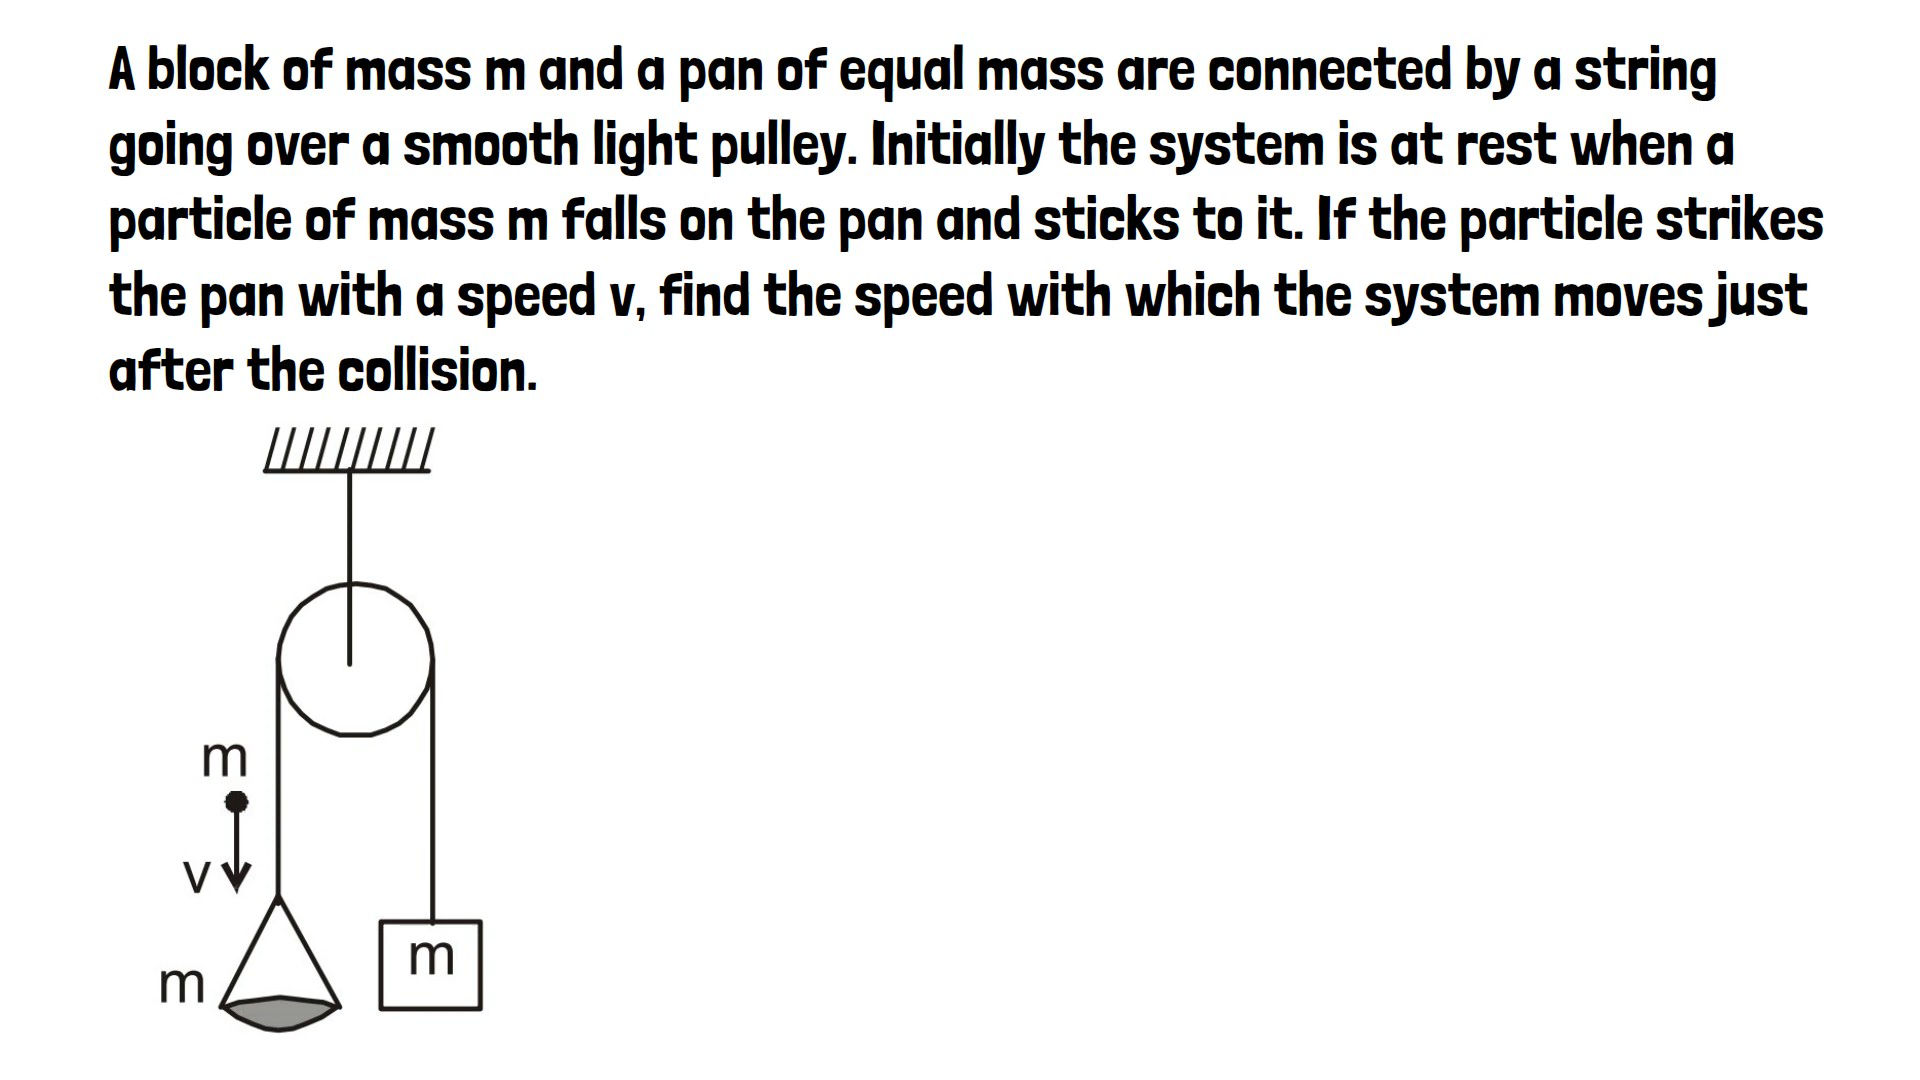 A block of mass m and a pan of equal mass are connected by a string
going over a smooth light pulley. Initially the system is at rest when a
particle of mass m falls on the pan and sticks to it. If the particle strikes
the pan with a speed v, find the speed with which the system moves just
after the collision.
m
v
m
m